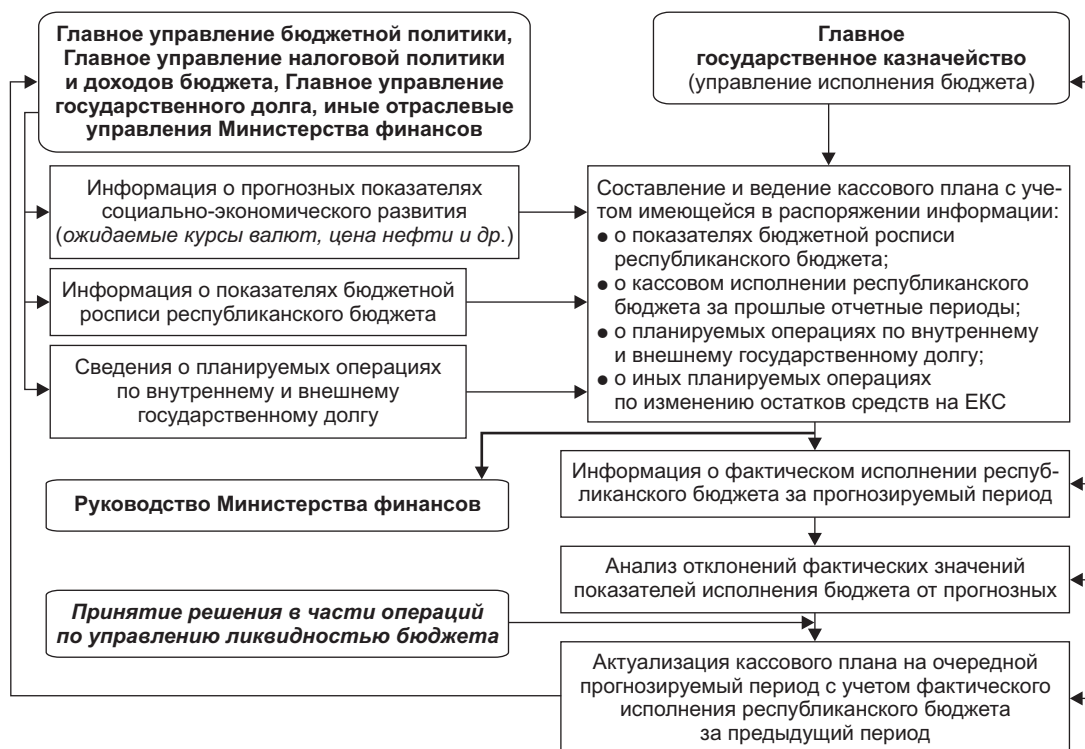 Главное управление бюджетной политики,
Главное управление налоговой политики
и доходов бюджета, Главное управление
государственного долга, иные отраслевые
управления Министерства финансов
Главное
государственное казначейство
(управление исполнения бюджета)
Информация о прогнозных показателях
социально-экономического развития
(ожидаемые курсы валют, цена нефти и др.)
Информация о показателях бюджетной
росписи республиканского бюджета
Сведения о планируемых операциях
по внутреннему и внешнему
государственному долгу
Составление и ведение кассового плана с уче-
том имеющейся в распоряжении информации:
● о показателях бюджетной росписи
республиканского бюджета;
● о кассовом исполнении республиканского
бюджета за прошлые отчетные периоды;
● о планируемых операциях по внутреннему
и внешнему государственному долгу;
● о иных планируемых операциях
по изменению остатков средств на ЕКС
Руководство Министерства финансов
Информация о фактическом исполнении респуб-
ликанского бюджета за прогнозируемый период
Анализ отклонений фактических значений
показателей исполнения бюджета от прогнозных
Принятие решения в части операций
по управлению ликвидностью бюджета
Актуализация кассового плана на очередной
прогнозируемый период с учетом фактического
исполнения республиканского бюджета
за предыдущий период